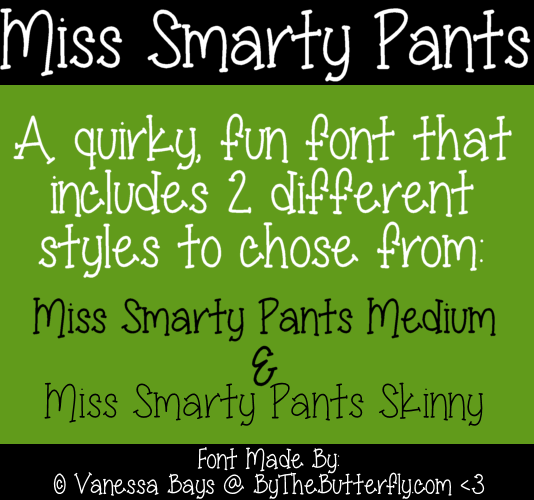 Miss Smarty Pants
A quirky, fun font that
includes 2 different
styles to chose from:
Miss Smarty Pants Medium
&
Miss Smarty Pants Skinny
Font Made By:
© Vanessa Bays @ ByTheButterfly.com <3